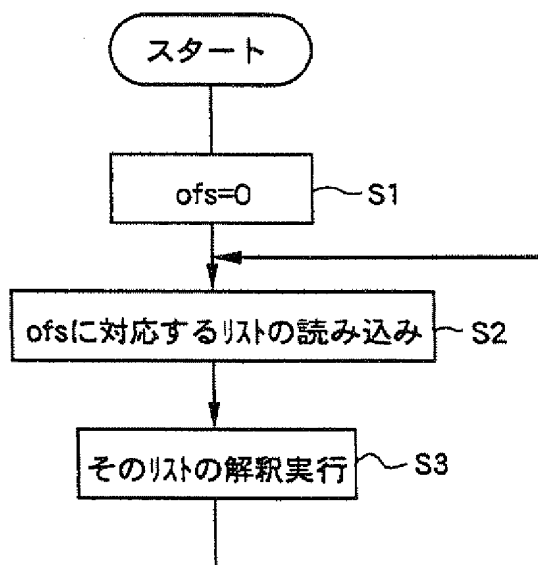 スタート
ofs=0
S1
ofsに対応するリストの読み込み
S2
そのリストの解釈実行
S3